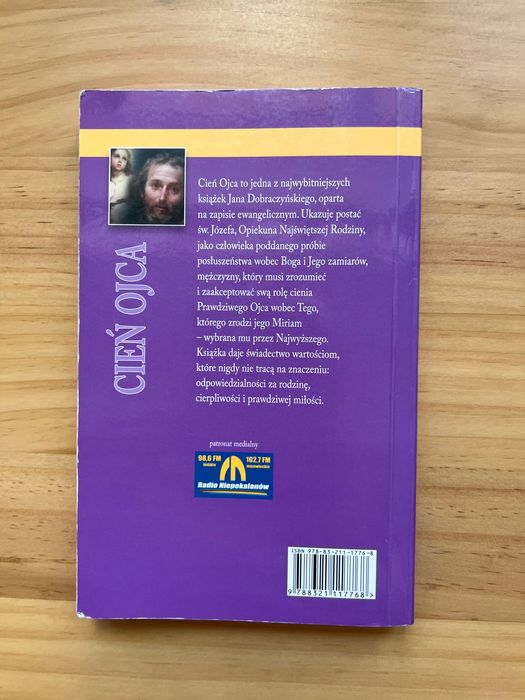 Cień Ojca to jedna z najwybitniejszych
książek Jana Dobraczyńskiego, oparta
na zapisie ewangelicznym. Ukazuje postać
św. Józefa, Opiekuna Najświętszej Rodziny,
jako człowieka poddanego próbie
posłuszeństwa wobec Boga i Jego zamiarów,
mężczyzny, który musi zrozumieć
i zaakceptować swą rolę cienia
Prawdziwego Ojca wobec Tego,
którego zrodzi jego Miriam
– wybrana mu przez Najwyższego.
Książka daje świadectwo wartościom,
które nigdy nie tracą na znaczeniu:
odpowiedzialności za rodzinę,
cierpliwości i prawdziwej miłości.
CIEŃ OJCA
patronat medialny
98.6 FM 102.7 FM
łódzkie mazowieckie
Radio Niepokalanów
ISBN 978-83-211-1776-8
9 788321 117768 >